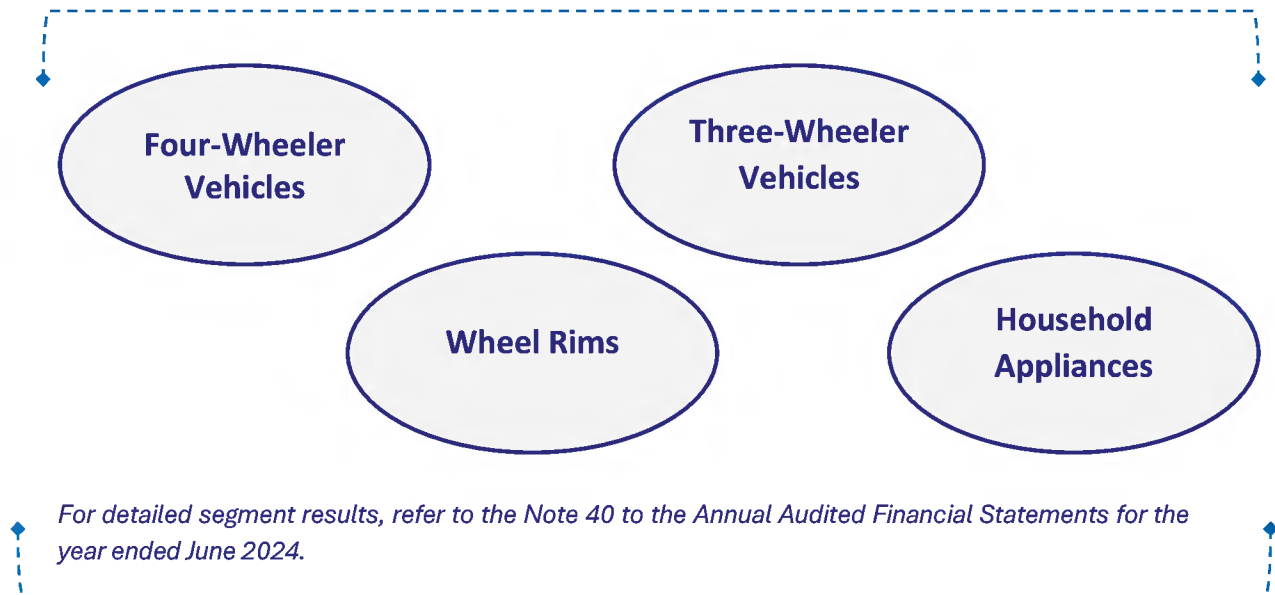 Four-Wheeler
Vehicles
Three-Wheeler
Vehicles
Wheel Rims
Household
Appliances
For detailed segment results, refer to the Note 40 to the Annual Audited Financial Statements for the
year ended June 2024.